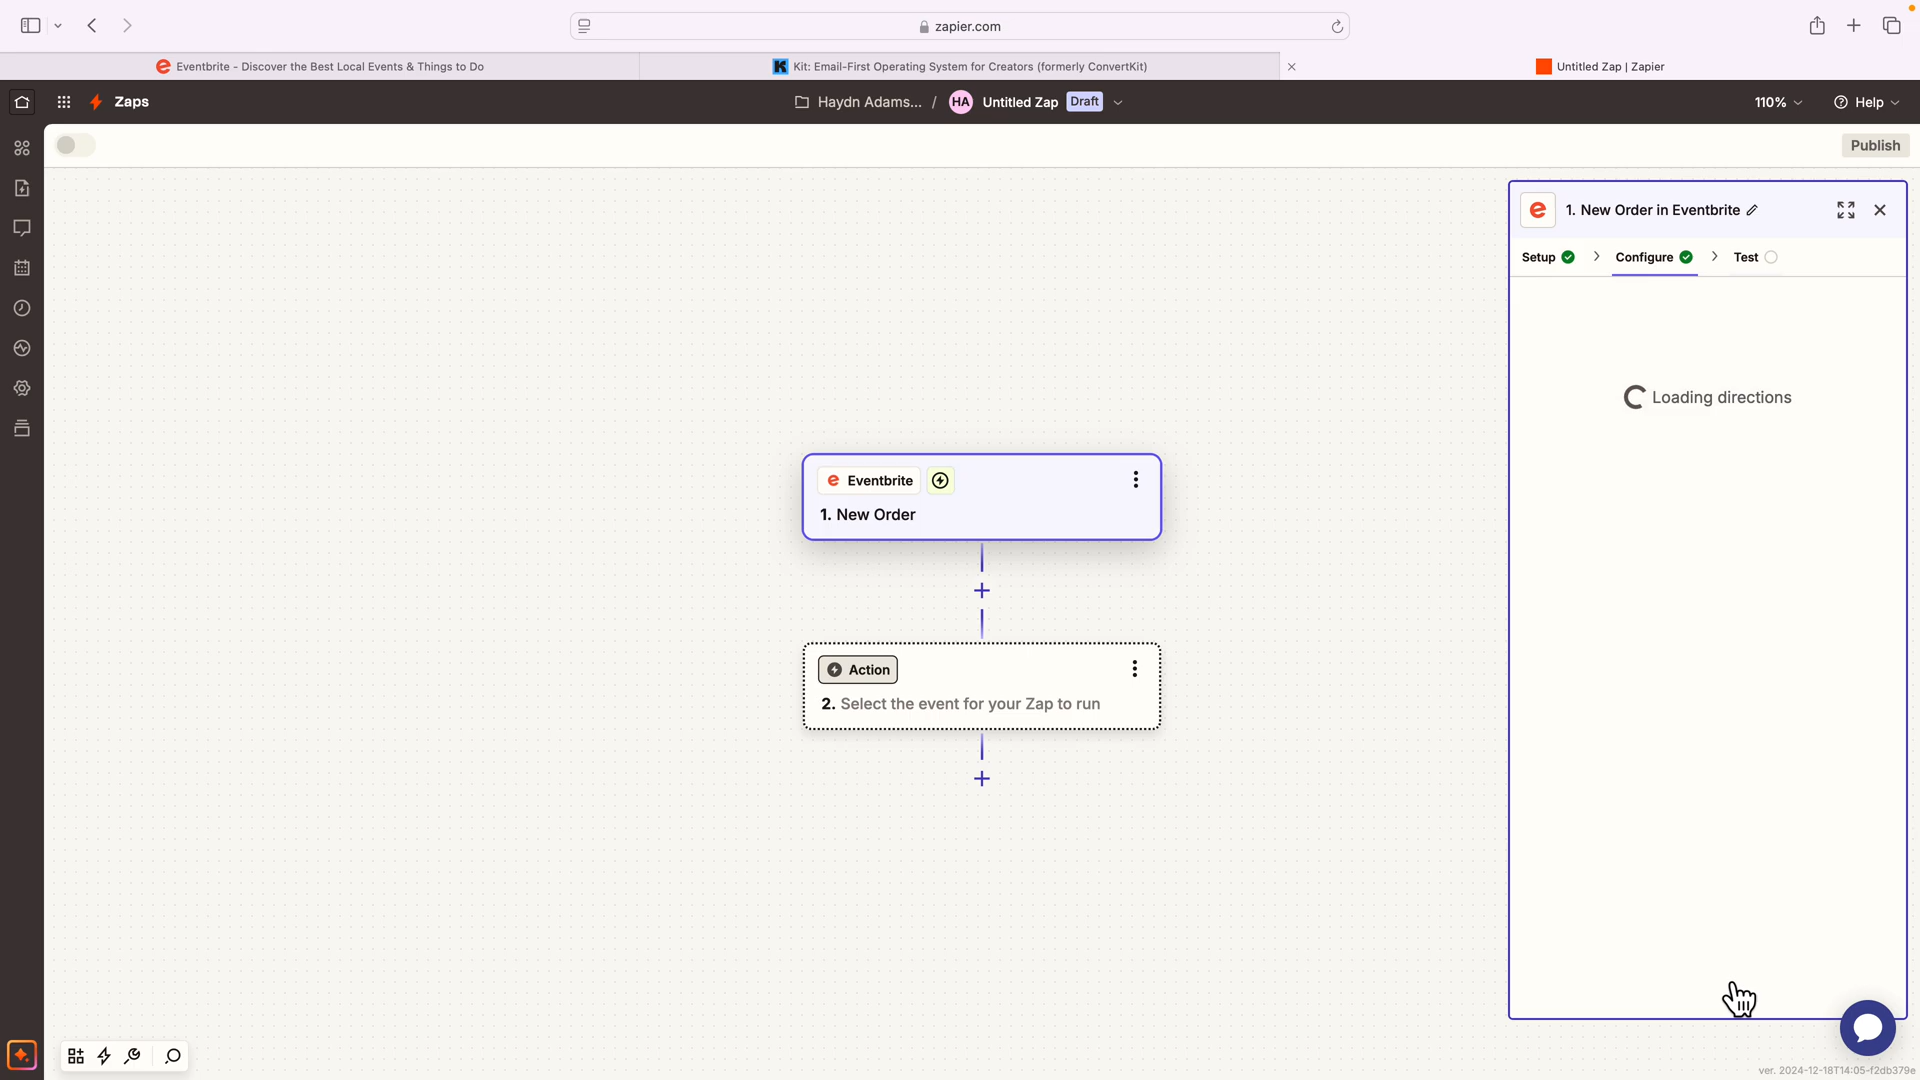 zapier.com
Eventbrite - Discover the Best Local Events & Things to Do
Kit: Email-First Operating System for Creators (formerly ConvertKit)
Untitled Zap | Zapier
Zaps
Haydn Adams... / HA Untitled Zap Draft
110%
Help
Publish
1. New Order in Eventbrite
Setup
Configure
Test
Loading directions
Eventbrite
1. New Order
Action
2. Select the event for your Zap to run
ver. 2024-12-18T14:05-f2db379e